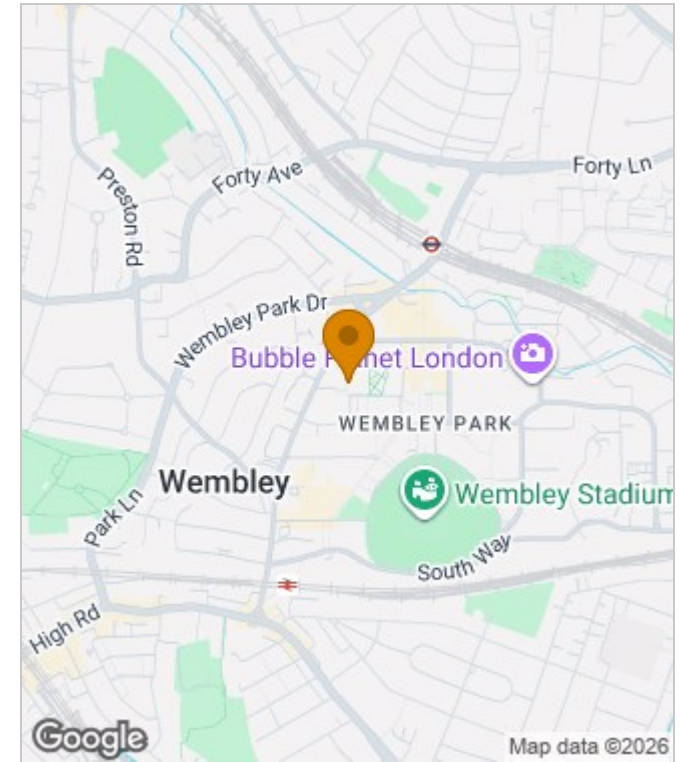 Forty Ave
Forty Ln
Preston Rd
Wembley Park Dr
Bubble Planet London
WEMBLEY PARK
Wembley
Wembley Stadium
Park Ln
South Way
High Rd
Google
Map data ©2026